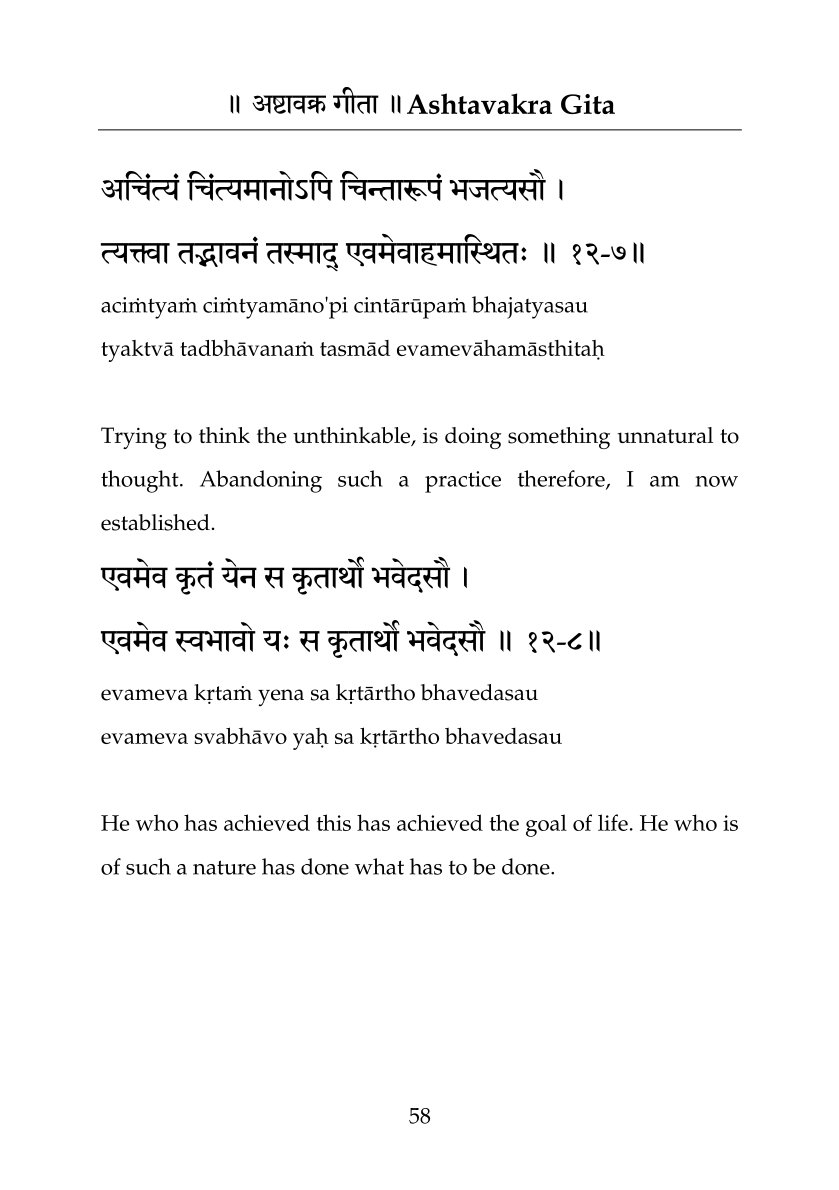 ॥ अष्टावक्र गीता ॥ Ashtavakra Gita
अचिंत्यं चिंत्यमानोऽपि चिन्तारूपं भजत्यसौ ।
त्यक्त्वा तद्भावनं तस्माद् एवमेवाहमास्थितः ॥ १२-७॥
aciṁtyaṁ ciṁtyamāno'pi cintārūpaṁ bhajatyasau
tyaktvā tadbhāvanaṁ tasmād evamevāhamāsthitaḥ
Trying to think the unthinkable, is doing something unnatural to
thought. Abandoning such a practice therefore, I am now
established.
एवमेव कृतं येन स कृतार्थो भवेदसौ ।
एवमेव स्वभावो यः स कृतार्थो भवेदसौ ॥ १२-८॥
evameva kṛtaṁ yena sa kṛtārtho bhavedasau
evameva svabhāvo yaḥ sa kṛtārtho bhavedasau
He who has achieved this has achieved the goal of life. He who is
of such a nature has done what has to be done.
58